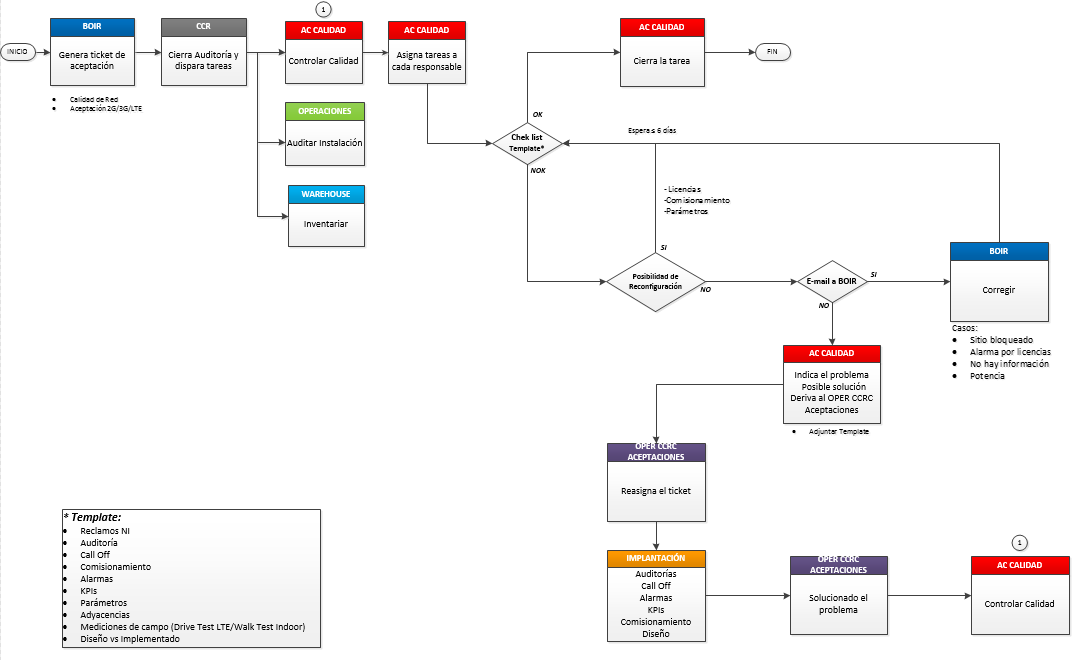 INICIO
BOIR
Genera ticket de
aceptación
Calidad de Red
Aceptación 2G/3G/LTE
CCR
Cierra Auditoría y
dispara tareas
1
AC CALIDAD
Controlar Calidad
OPERACIONES
Auditar Instalación
WAREHOUSE
Inventariar
AC CALIDAD
Asigna tareas a
cada responsable
AC CALIDAD
Cierra la tarea
FIN
OK
Chek list
Template*
NOK
Espera ≤ 6 días
- Licencias
-Comisionamiento
-Parámetros
SI
Posibilidad de
Reconfiguración
NO
E-mail a BOIR
SI
NO
BOIR
Corregir
Casos:
Sitio bloqueado
Alarma por licencias
No hay información
Potencia
AC CALIDAD
Indica el problema
Posible solución
Deriva al OPER CCRC
Aceptaciones
Adjuntar Template
OPER CCRC
ACEPTACIONES
Reasigna el ticket
IMPLANTACIÓN
Auditorías
Call Off
Alarmas
KPIs
Comisionamiento
Diseño
OPER CCRC
ACEPTACIONES
Solucionado el
problema
1
AC CALIDAD
Controlar Calidad
* Template:
Reclamos NI
Auditoría
Call Off
Comisionamiento
Alarmas
KPIs
Parámetros
Adyacencias
Mediciones de campo (Drive Test LTE/Walk Test Indoor)
Diseño vs Implementado